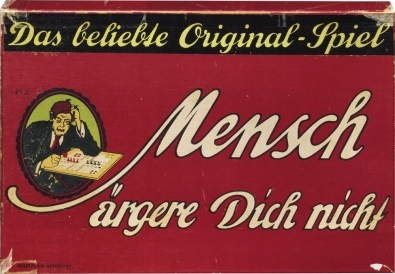 Das beliebte Original-Spiel
Mensch
ärgere Dich nicht